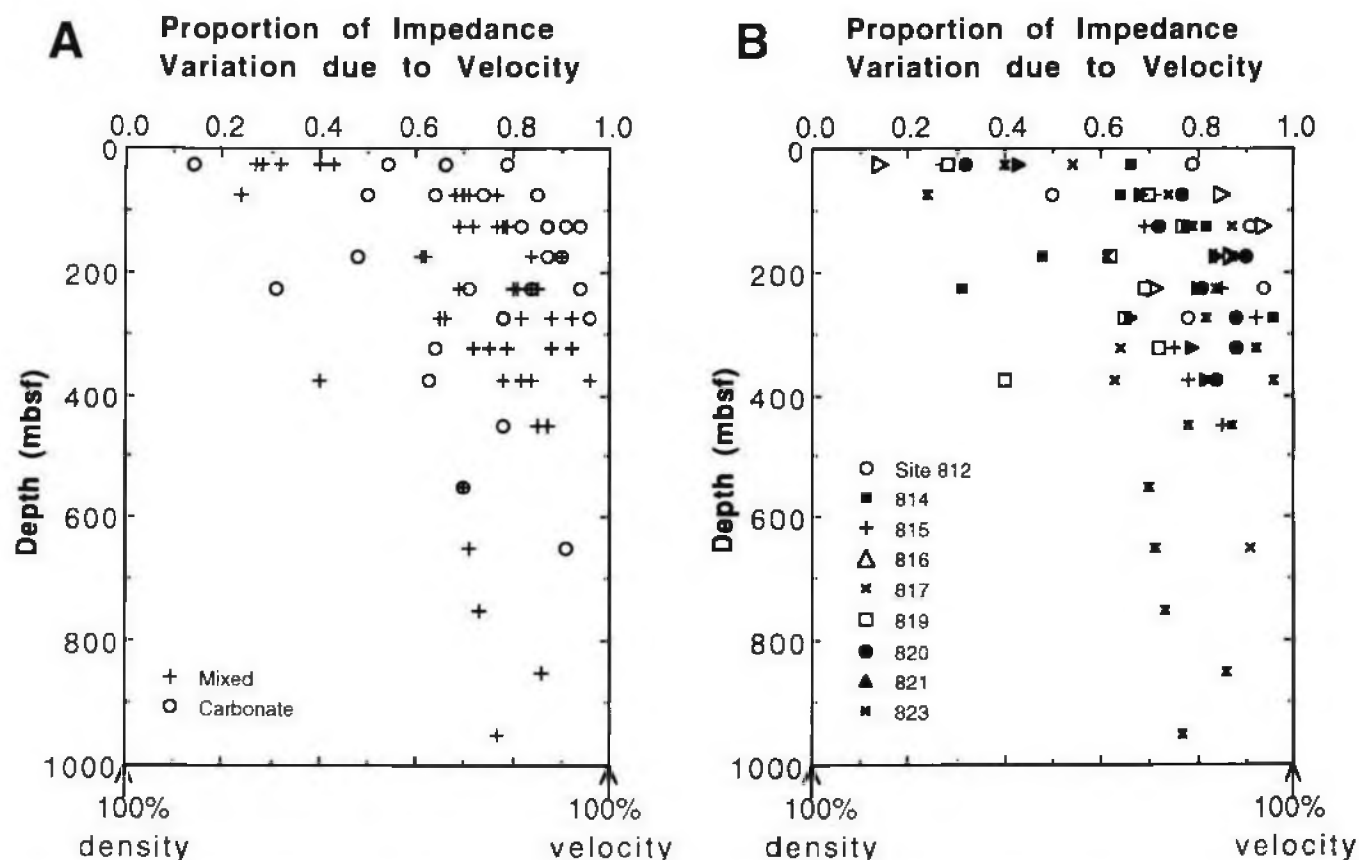 A
Proportion of Impedance
Variation due to Velocity
0.0 0.2 0.4 0.6 0.8 1.0
0
200
400
600
800
1000
Depth (mbsf)
+ Mixed
Carbonate
100%
density
100%
velocity
B
Proportion of Impedance
Variation due to Velocity
0.0 0.2 0.4 0.6 0.8 1.0
0
200
400
600
800
1000
Depth (mbsf)
Site 812
814
815
816
817
819
820
821
823
100%
density
100%
velocity